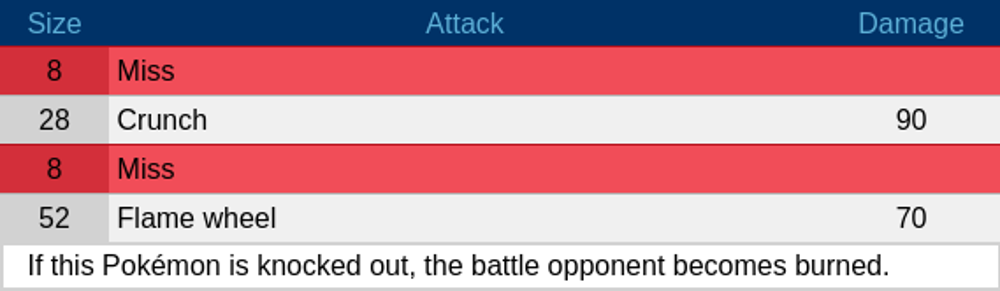 Size Attack Damage
8 Miss
28 Crunch 90
8 Miss
52 Flame wheel 70
If this Pokémon is knocked out, the battle opponent becomes burned.